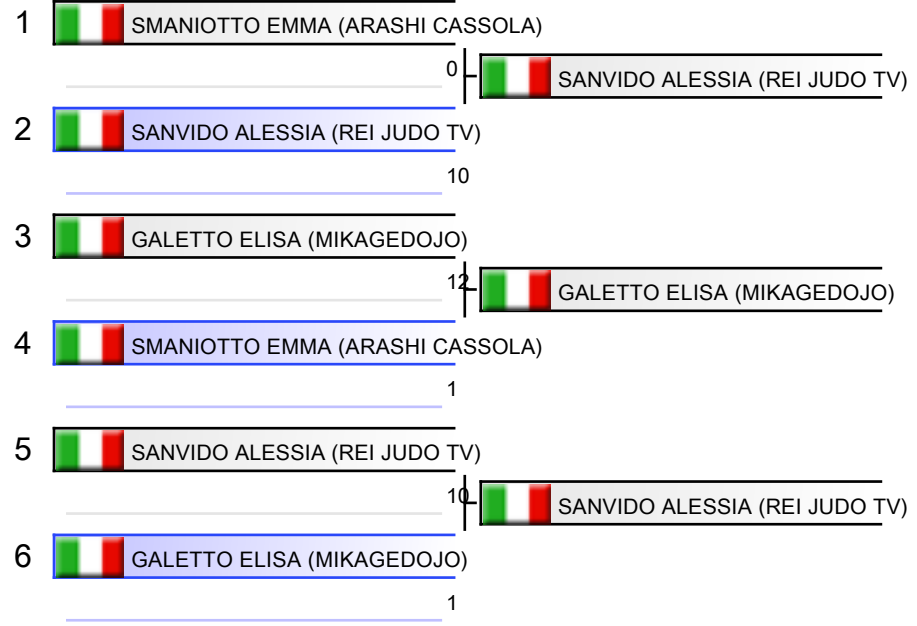 1 SMANIOTTO EMMA (ARASHI CASSOLA)
0 SANVIDO ALESSIA (REI JUDO TV)
2 SANVIDO ALESSIA (REI JUDO TV)
10
3 GALETTO ELISA (MIKAGEDOJO)
12 GALETTO ELISA (MIKAGEDOJO)
4 SMANIOTTO EMMA (ARASHI CASSOLA)
1
5 SANVIDO ALESSIA (REI JUDO TV)
10 SANVIDO ALESSIA (REI JUDO TV)
6 GALETTO ELISA (MIKAGEDOJO)
1